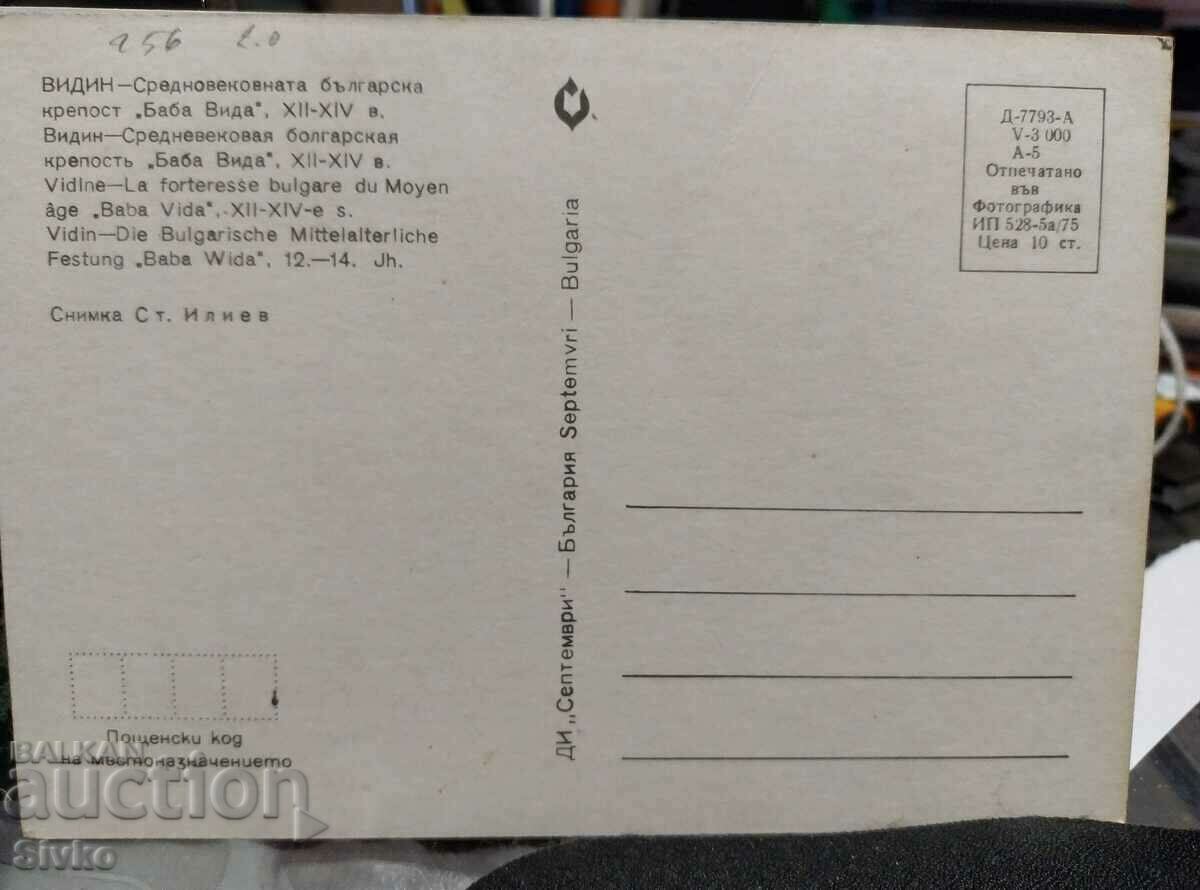 256 2.0
ВИДИН—Средновековната българска
крепост „Баба Вида", XII-XIV в.
Видин—Средневековая болгарская
крепость „Баба Вида", XII-XIV в.
Vidine—La forteresse bulgare du Moyen
âge „Baba Vida", XII-XIV-e s.
Vidin—Die Bulgarische Mittelalterliche
Festung „Baba Wida", 12.—14. Jh.
Снимка Ст. Илиев
Пощенски код
на местоназначението
ДИ „Септември" — България Septemvri — Bulgaria
Д-7793-А
V-3 000
А-5
Отпечатано
във
Фотографика
ИП 528-5а/75
Цена 10 ст.
BALKAN
auction
Sivko